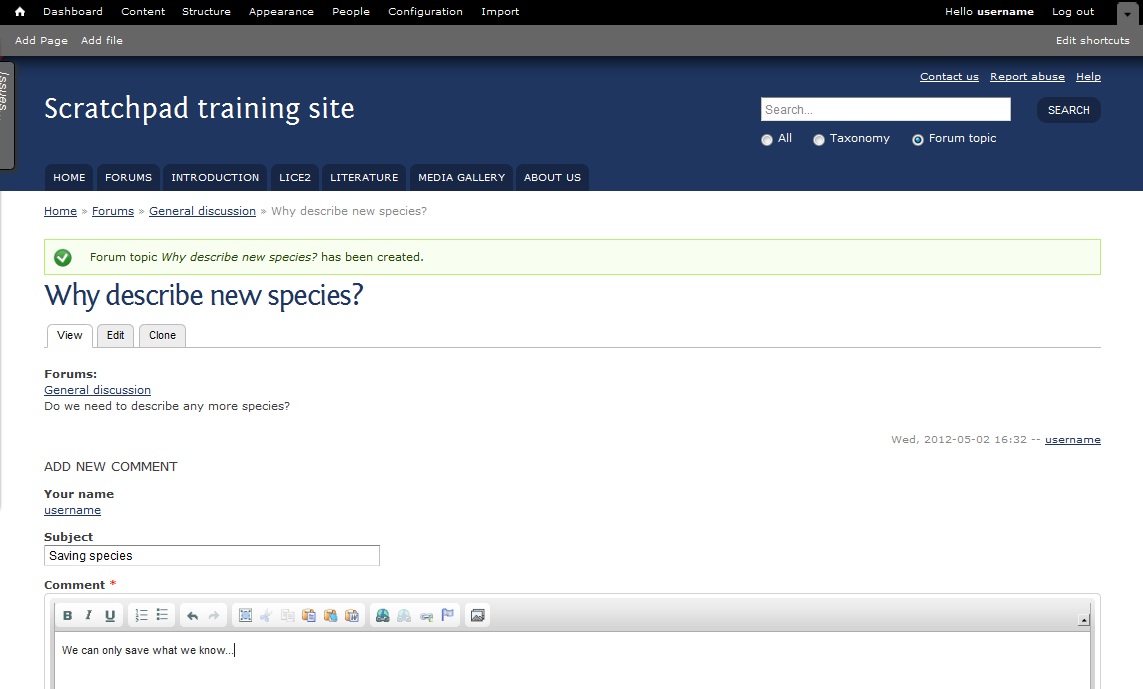 Dashboard Content Structure Appearance People Configuration Import Hello username Log out
Add Page Add file Edit shortcuts
Issues...
Contact us Report abuse Help
Scratchpad training site
Search... SEARCH
All Taxonomy Forum topic
HOME FORUMS INTRODUCTION LICE2 LITERATURE MEDIA GALLERY ABOUT US
Home » Forums » General discussion » Why describe new species?
Forum topic Why describe new species? has been created.
Why describe new species?
View Edit Clone
Forums:
General discussion
Do we need to describe any more species?
Wed, 2012-05-02 16:32 -- username
ADD NEW COMMENT
Your name
username
Subject
Saving species
Comment *
B I U
We can only save what we know...